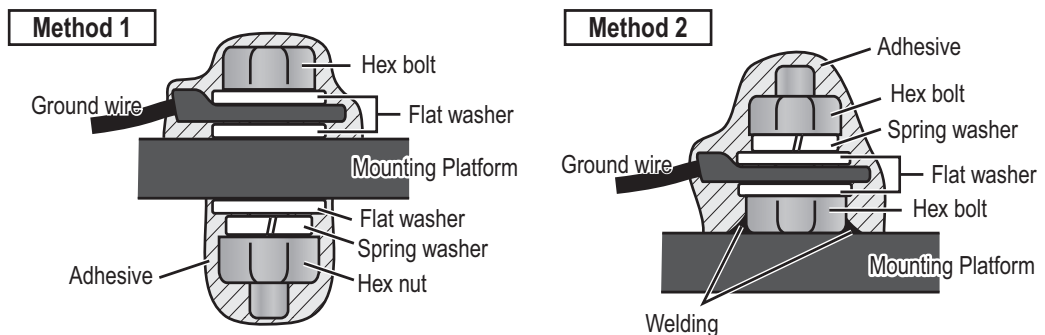 Method 1
Hex bolt
Ground wire
Flat washer
Mounting Platform
Flat washer
Spring washer
Adhesive
Hex nut
Method 2
Adhesive
Hex bolt
Spring washer
Ground wire
Flat washer
Hex bolt
Mounting Platform
Welding